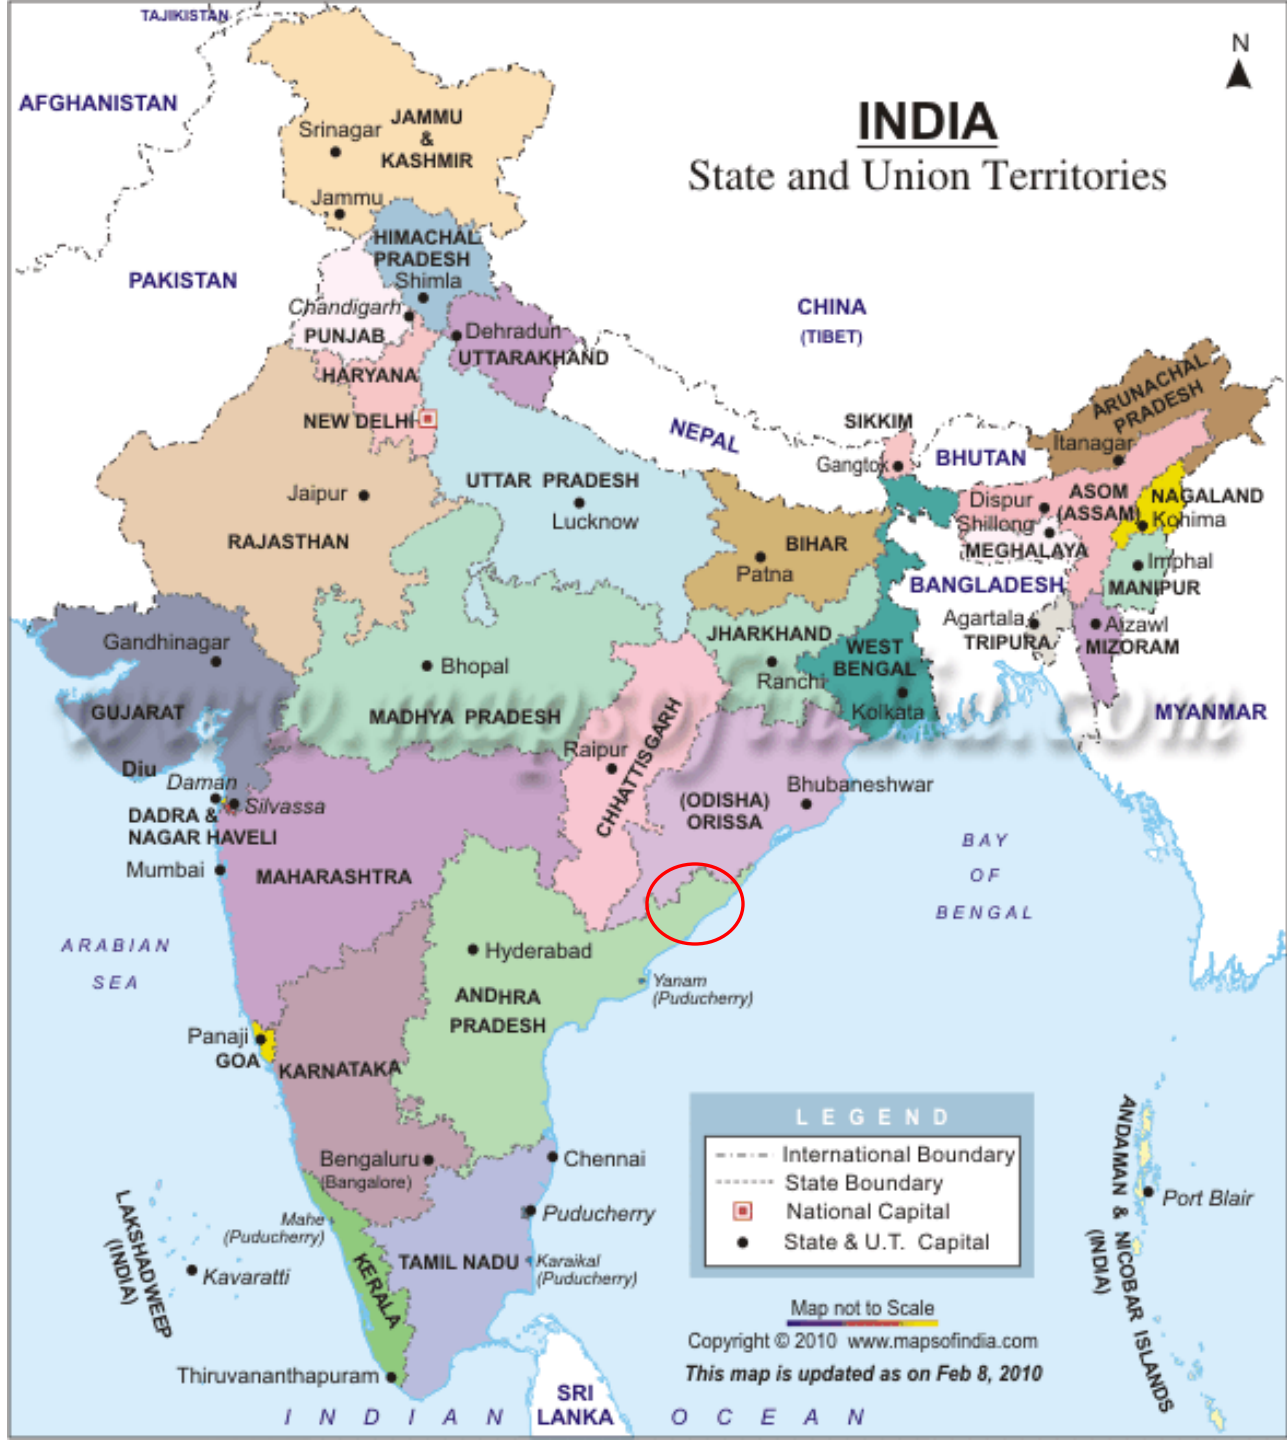 TAJIKISTAN
AFGHANISTAN
N
INDIA
State and Union Territories
JAMMU
&
KASHMIR
Srinagar
Jammu
HIMACHAL
PRADESH
Shimla
PAKISTAN
Chandigarh
PUNJAB
Dehradun
UTTARAKHAND
CHINA
(TIBET)
HARYANA
NEW DELHI
NEPAL
SIKKIM
Gangtok
BHUTAN
ARUNACHAL
PRADESH
Itanagar
UTTAR PRADESH
Lucknow
Jaipur
RAJASTHAN
BIHAR
Patna
Dispur
ASOM
(ASSAM)
NAGALAND
Kohima
Shillong
MEGHALAYA
Imphal
MANIPUR
BANGLADESH
Agartala
TRIPURA
Aizawl
MIZORAM
Gandhinagar
GUJARAT
Bhopal
MADHYA PRADESH
JHARKHAND
Ranchi
WEST
BENGAL
Kolkata
MYANMAR
www.mapsofindia.com
Diu
Daman
Silvassa
DADRA &
NAGAR HAVELI
Mumbai
MAHARASHTRA
Raipur
CHHATTISGARH
(ODISHA)
ORISSA
Bhubaneshwar
BAY
OF
BENGAL
ARABIAN
SEA
Hyderabad
ANDHRA
PRADESH
Yanam
(Puducherry)
Panaji
GOA
KARNATAKA
Bengaluru
(Bangalore)
Chennai
Puducherry
Mahe
(Puducherry)
TAMIL NADU
Karaikal
(Puducherry)
KERALA
Thiruvananthapuram
LAKSHADWEEP
(INDIA)
Kavaratti
LEGEND
International Boundary
State Boundary
National Capital
State & U.T. Capital
Map not to Scale
Copyright © 2010 www.mapsofindia.com
This map is updated as on Feb 8, 2010
ANDAMAN & NICOBAR ISLANDS
(INDIA)
Port Blair
SRI
LANKA
INDIAN OCEAN